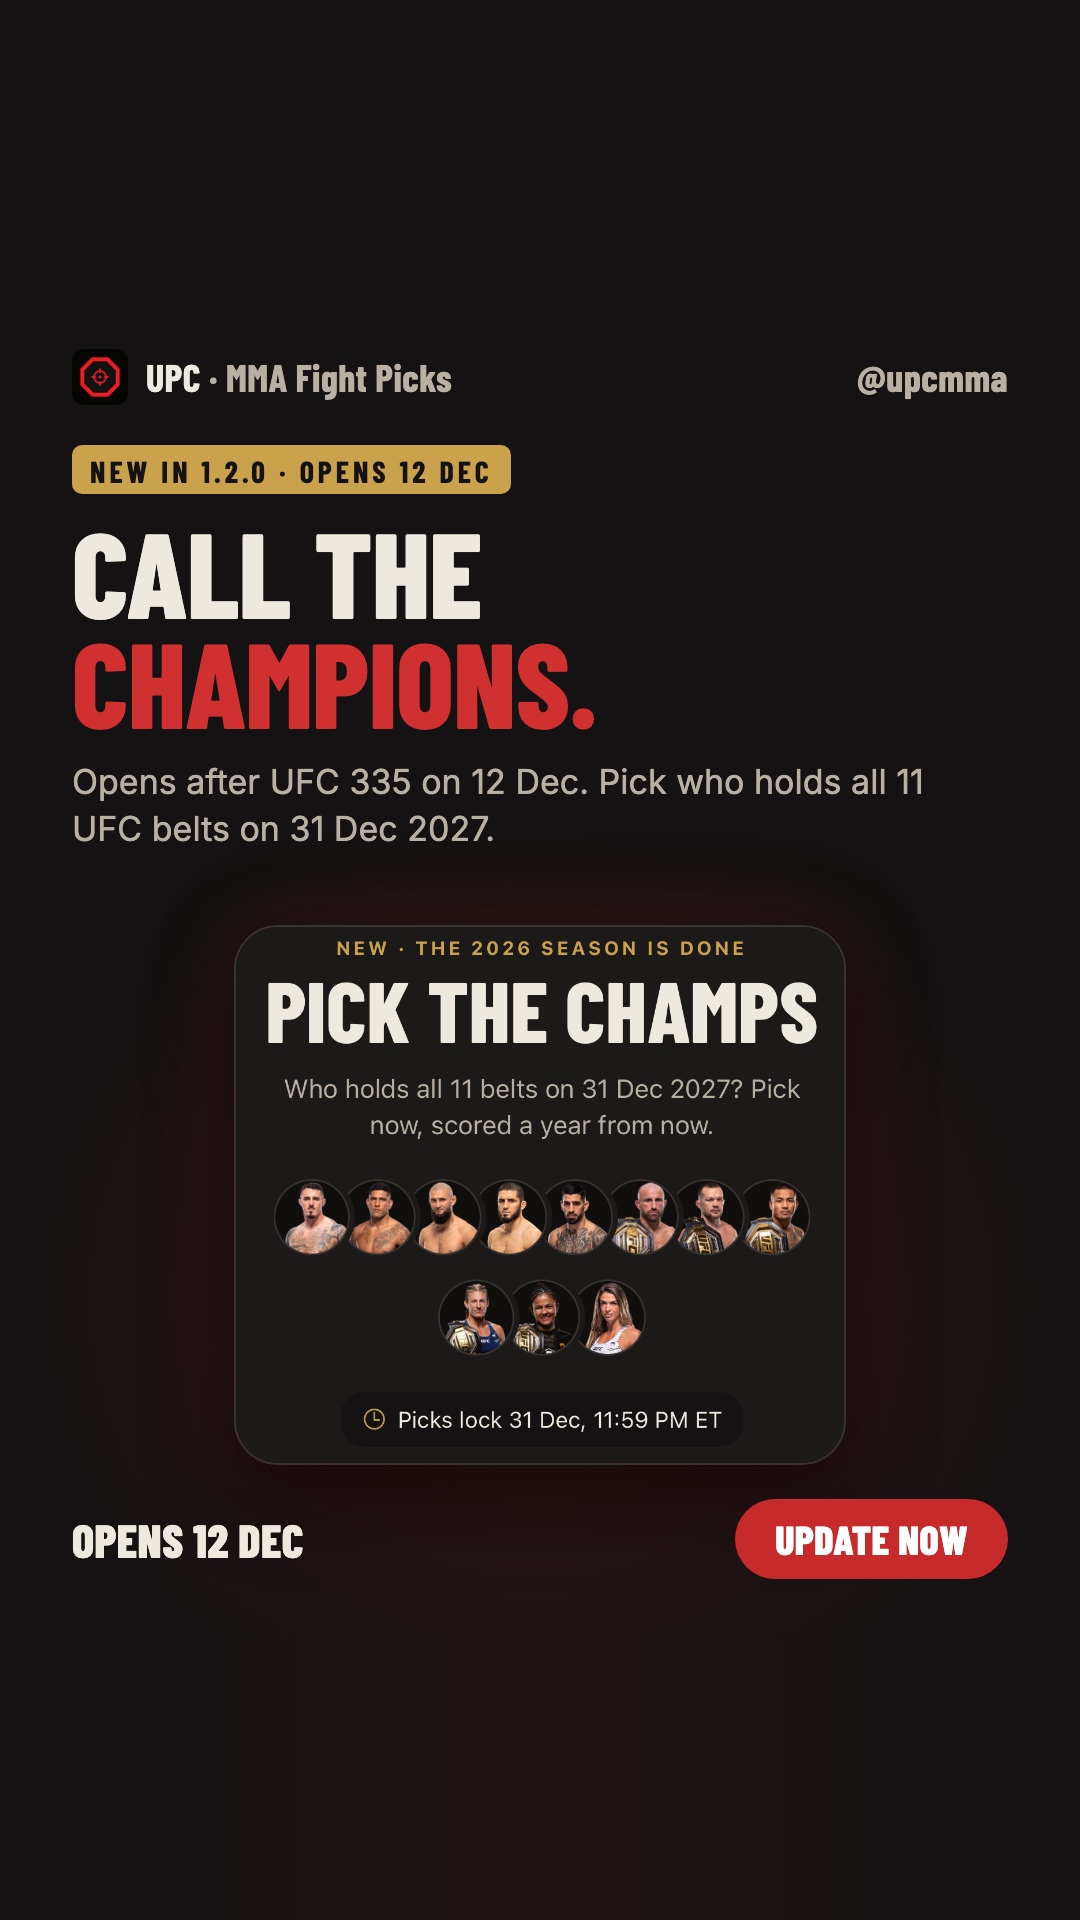 UPC · MMA Fight Picks
@upcmma
NEW IN 1.2.0 · OPENS 12 DEC
CALL THE
CHAMPIONS.
Opens after UFC 335 on 12 Dec. Pick who holds all 11
UFC belts on 31 Dec 2027.
NEW · THE 2026 SEASON IS DONE
PICK THE CHAMPS
Who holds all 11 belts on 31 Dec 2027? Pick
now, scored a year from now.
Picks lock 31 Dec, 11:59 PM ET
OPENS 12 DEC
UPDATE NOW